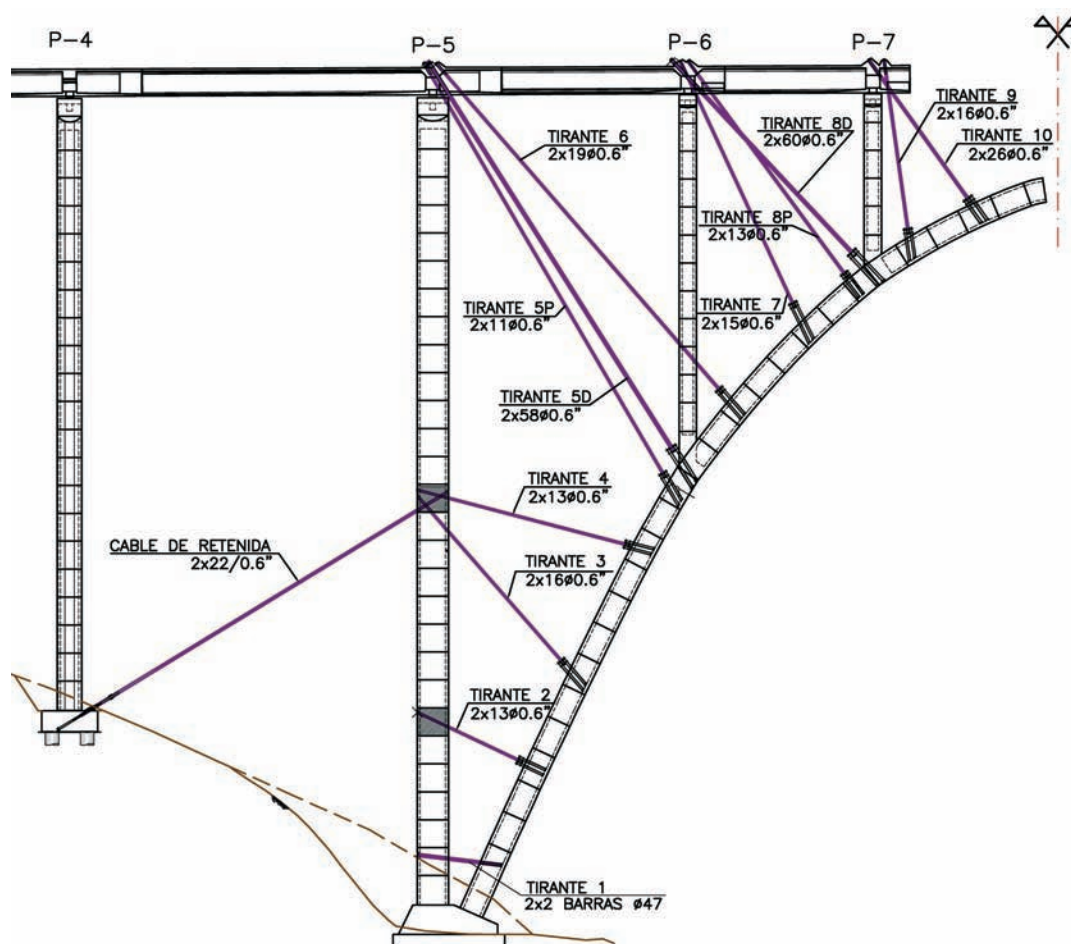 P-4
P-5
P-6
P-7
TIRANTE 9
2x16ø0.6"
TIRANTE 6
2x19ø0.6"
TIRANTE 8D
2x60ø0.6"
TIRANTE 10
2x26ø0.6"
TIRANTE 8P
2x13ø0.6"
TIRANTE 5P
2x11ø0.6"
TIRANTE 7
2x15ø0.6"
TIRANTE 5D
2x58ø0.6"
TIRANTE 4
2x13ø0.6"
CABLE DE RETENIDA
2x22/0.6"
TIRANTE 3
2x16ø0.6"
TIRANTE 2
2x13ø0.6"
TIRANTE 1
2x2 BARRAS ø47